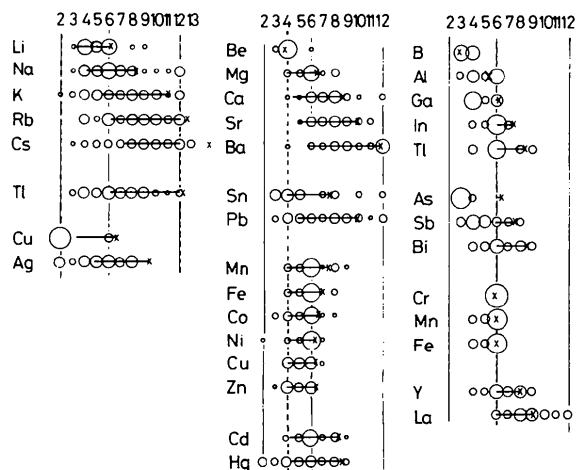 2 3 4 5 6 7 8 9 10 11 12 13
Li
Na
K
Rb
Cs
Tl
Cu
Ag
2 3 4 5 6 7 8 9 10 11 12
Be
Mg
Ca
Sr
Ba
Sn
Pb
Mn
Fe
Co
Ni
Cu
Zn
Cd
Hg
2 3 4 5 6 7 8 9 10 11 12
B
Al
Ga
In
Tl
As
Sb
Bi
Cr
Mn
Fe
Y
La